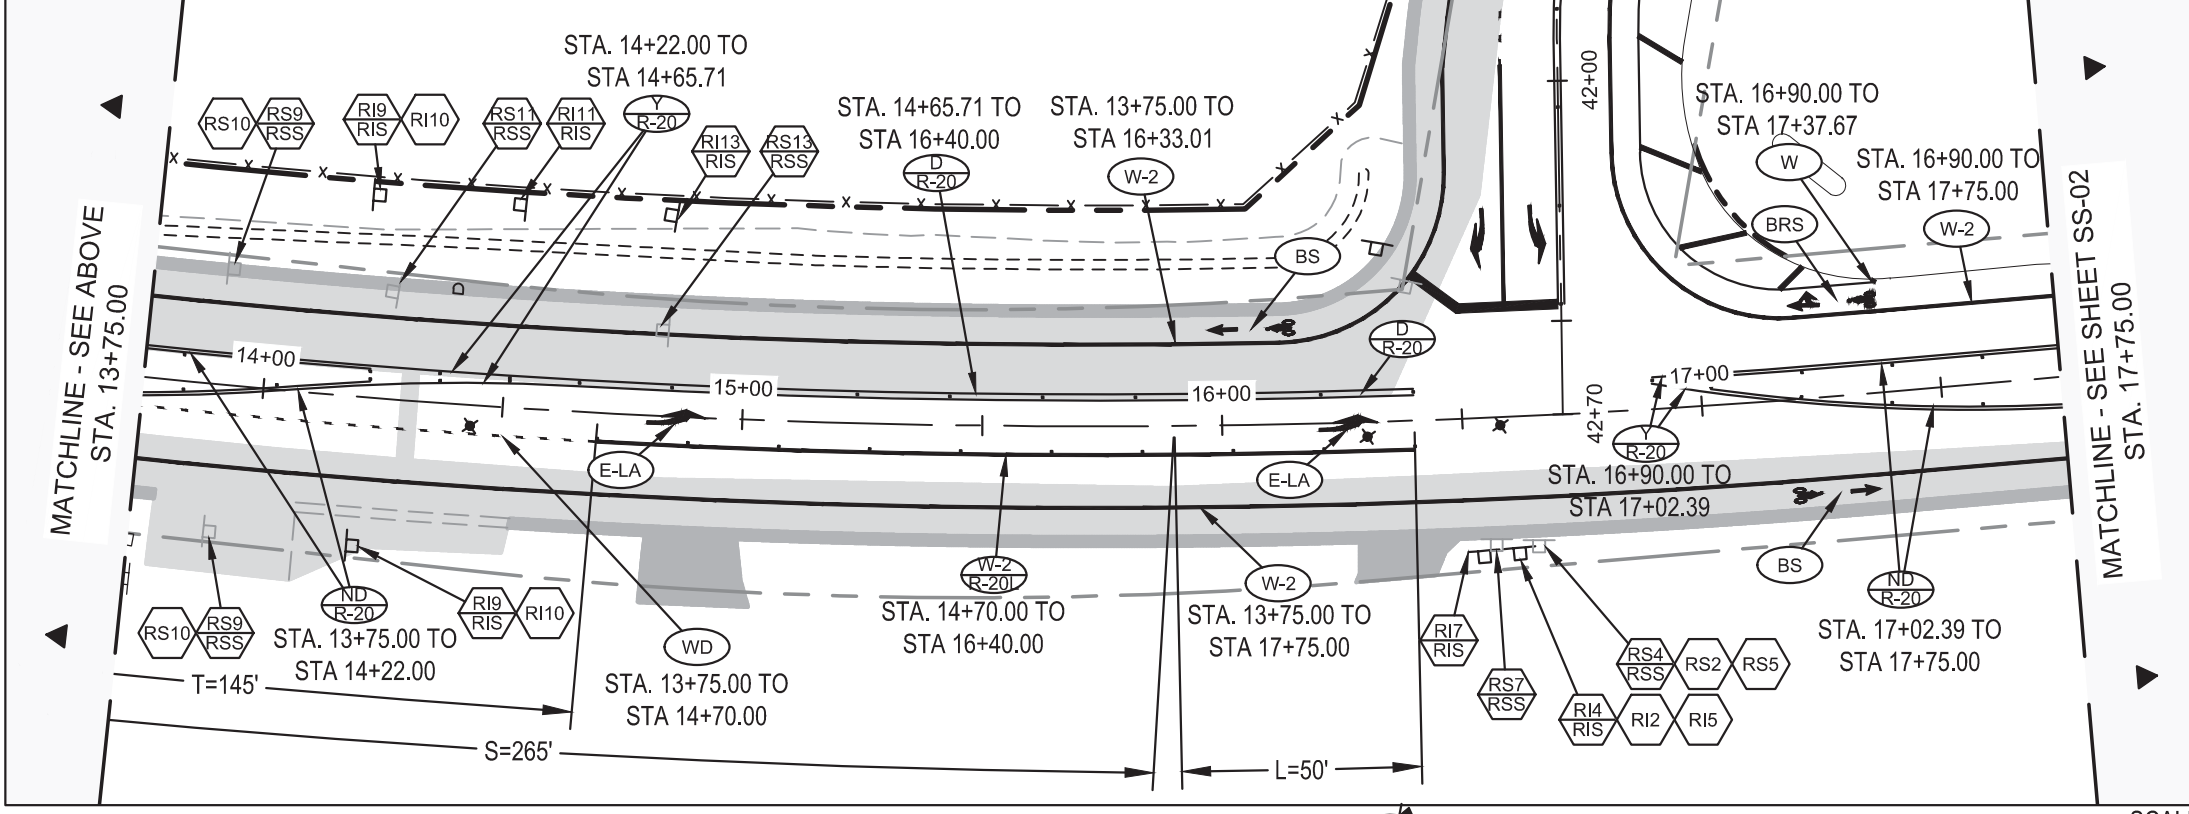 STA. 14+22.00 TO
STA 14+65.71
Y
R-20
RS10
RS9
RSS
RI9
RIS
RI10
RS11
RSS
RI11
RIS
RI13
RIS
RS13
RSS
STA. 14+65.71 TO
STA 16+40.00
D
R-20
STA. 13+75.00 TO
STA 16+33.01
W-2
BS
42+00
STA. 16+90.00 TO
STA 17+37.67
W
STA. 16+90.00 TO
STA 17+75.00
W-2
BRS
MATCHLINE - SEE ABOVE
STA. 13+75.00
MATCHLINE - SEE SHEET SS-02
STA. 17+75.00
X X X X X X X X X X X X X X X X X X
D
14+00
15+00
16+00
17+00
D
R-20
42+70
Y
R-20
STA. 16+90.00 TO
STA 17+02.39
E-LA
E-LA
BS
RS10
RS9
RSS
ND
R-20
STA. 13+75.00 TO
STA 14+22.00
RI9
RIS
RI10
WD
STA. 13+75.00 TO
STA 14+70.00
W-2
R-20L
STA. 14+70.00 TO
STA 16+40.00
W-2
STA. 13+75.00 TO
STA 17+75.00
RI7
RIS
RS7
RSS
RI4
RIS
RI2
RI5
RS4
RSS
RS2
RS5
ND
R-20
STA. 17+02.39 TO
STA 17+75.00
T=145'
S=265'
L=50'